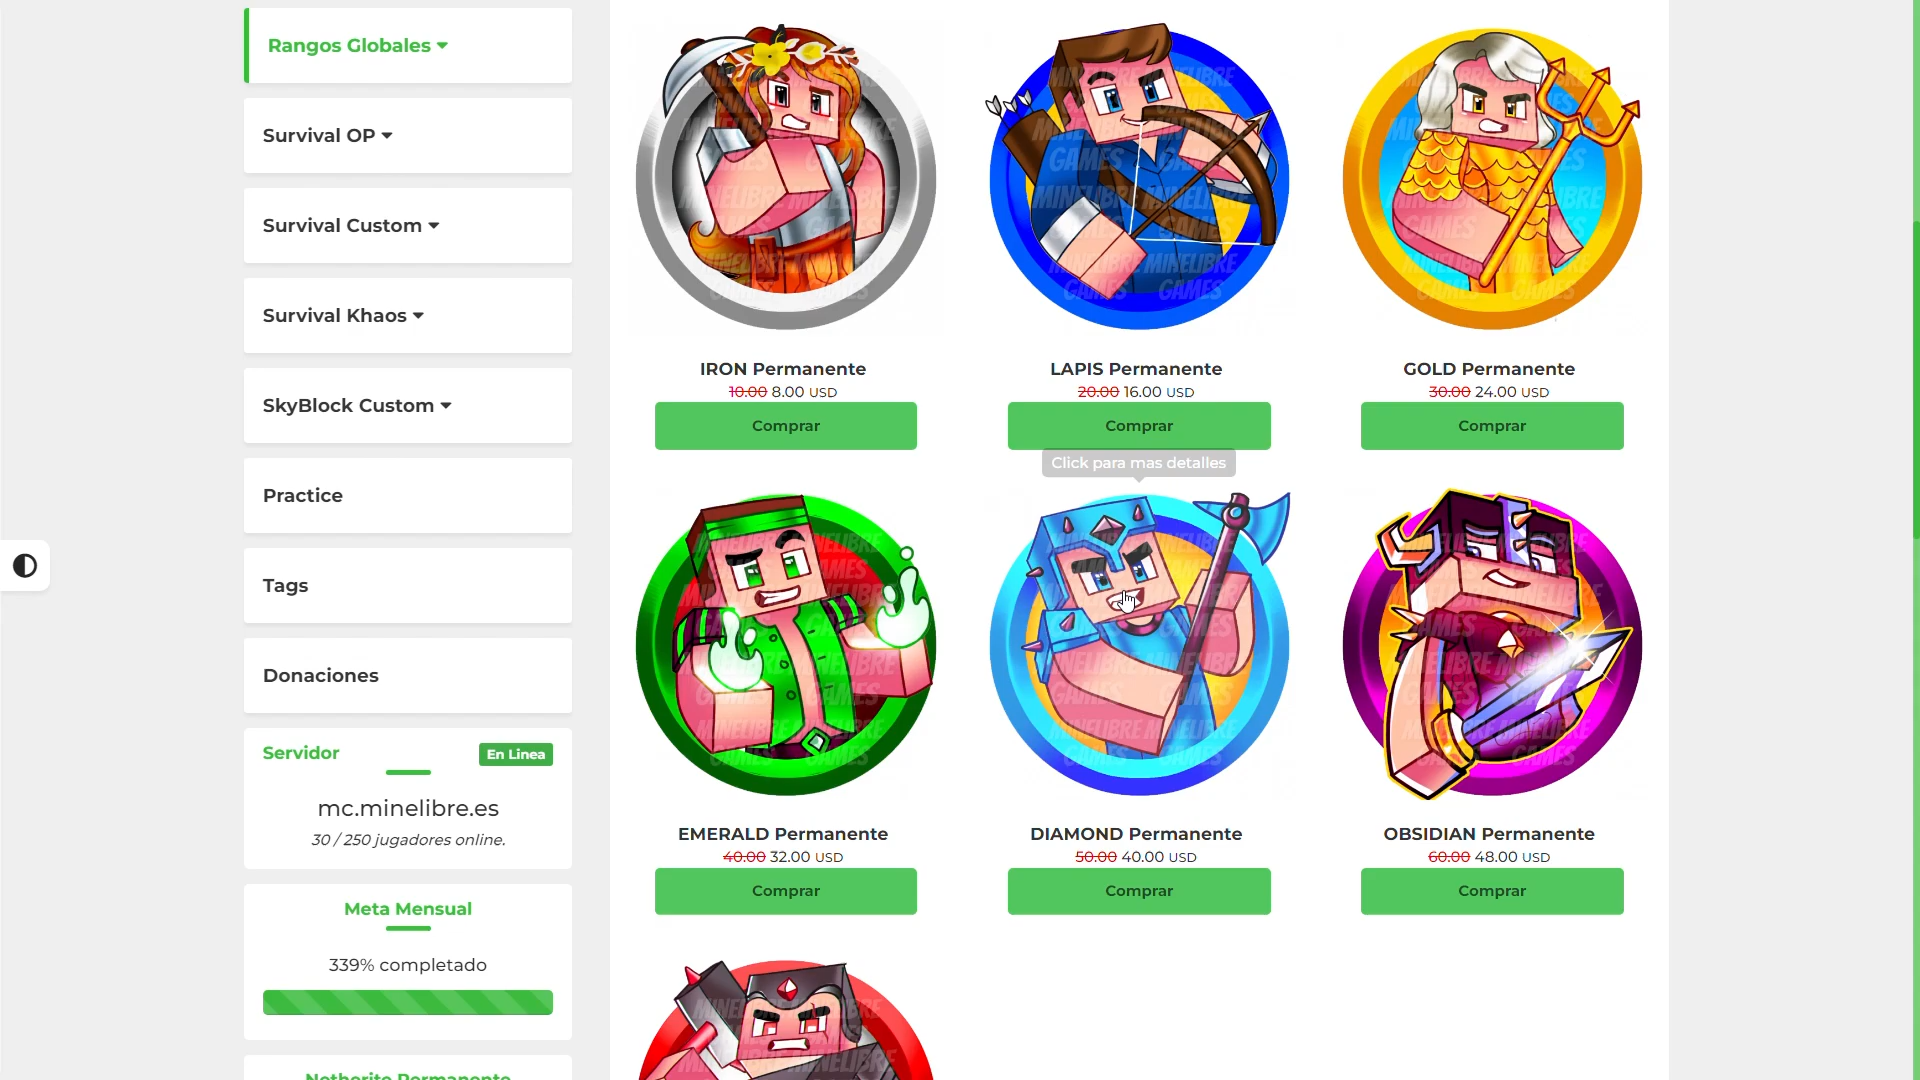 Rangos Globales
Survival OP
Survival Custom
Survival Khaos
SkyBlock Custom
Practice
Tags
Donaciones
Servidor
En Linea
mc.minelibre.es
30 / 250 jugadores online.
Meta Mensual
339% completado
Netherite Permanente
IRON Permanente
10.00 8.00 USD
Comprar
LAPIS Permanente
20.00 16.00 USD
Comprar
GOLD Permanente
30.00 24.00 USD
Comprar
Click para mas detalles
EMERALD Permanente
40.00 32.00 USD
Comprar
DIAMOND Permanente
50.00 40.00 USD
Comprar
OBSIDIAN Permanente
60.00 48.00 USD
Comprar